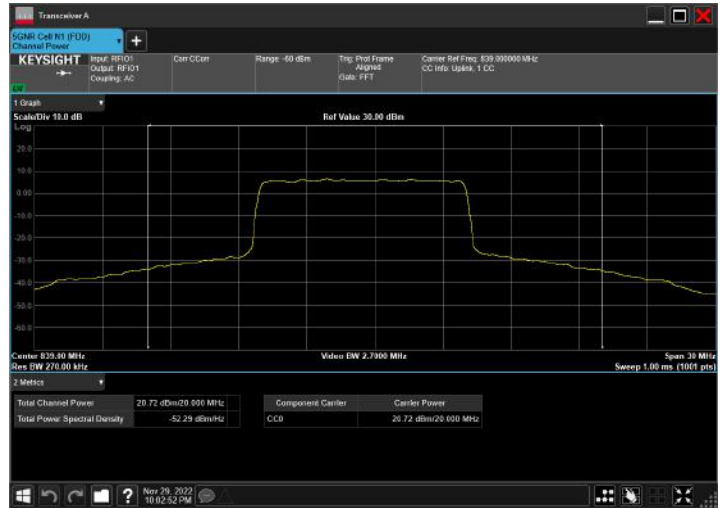 Transceiver A
5GNR Cell N1 (FDD)
Channel Power
KEYSIGHT
Input: RFIO1
Output: RFIO1
Coupling: AC
Corr CCorr
Range -60 dBm
Trig: Prot Frame
Aligned
Gate: FFT
Carrier Ref Freq: 839.000000 MHz
CC Info: Uplink, 1 CC
1 Graph
Scale/Div 10.0 dB
Ref Value 30.00 dBm
Log
20.0
10.0
0.00
-10.0
-20.0
-30.0
-40.0
-50.0
-60.0
Center 839.00 MHz
Video BW 2.7000 MHz
Span 30 MHz
Res BW 270.00 kHz
Sweep 1.00 ms (1001 pts)
2 Metrics
Total Channel Power 20.72 dBm/20.000 MHz
Total Power Spectral Density -52.29 dBm/Hz
Component Carrier Carrier Power
CC0 20.72 dBm/20.000 MHz
Nov 29, 2022
10:02:52 PM